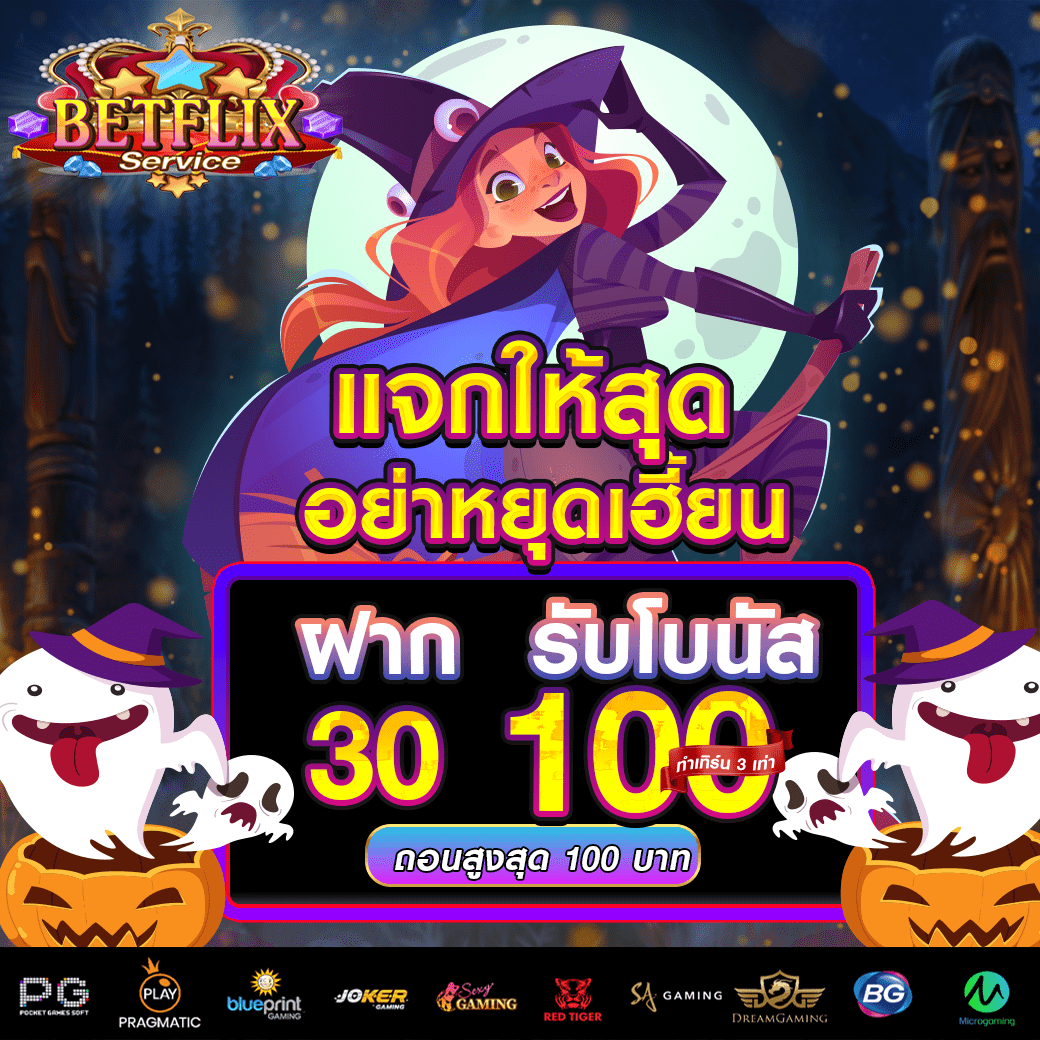 BETFLIX
Service
แจกให้สุด
อย่าหยุดเฮี้ยน
ฝาก รับโบนัส
30 100
ทำเทิร์น 3 เท่า
ถอนสูงสุด 100 บาท
PG
POCKET GAMES SOFT
PLAY
PRAGMATIC
blueprint
GAMING
JOKER
GAMING
Sexy
GAMING
RED TIGER
SA GAMING
DREAMGAMING
BG
Microgaming